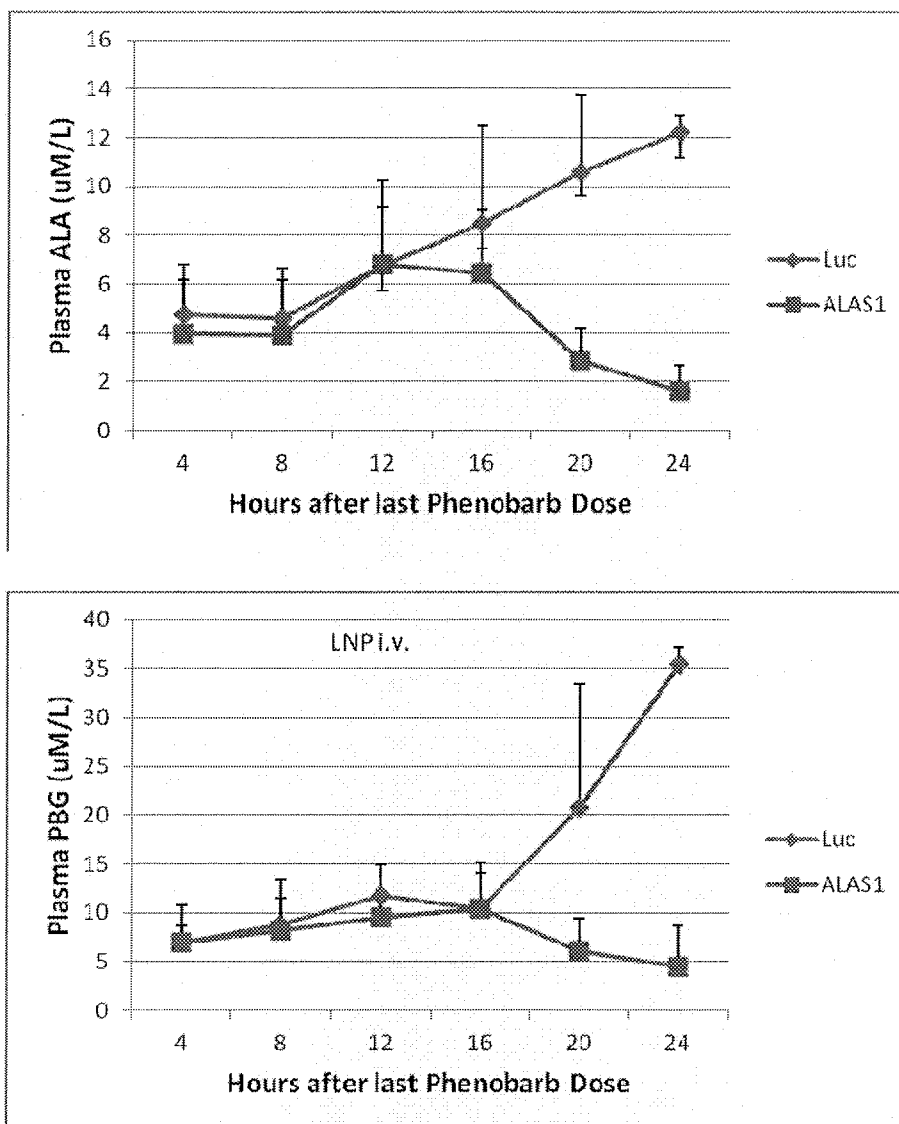 16
14
12
10
8
6
4
2
0
Plasma ALA (uM/L)
4 8 12 16 20 24
Hours after last Phenobarb Dose
Luc
ALAS1
40
35
30
25
20
15
10
5
0
LNP i.v.
Plasma PBG (uM/L)
4 8 12 16 20 24
Hours after last Phenobarb Dose
Luc
ALAS1